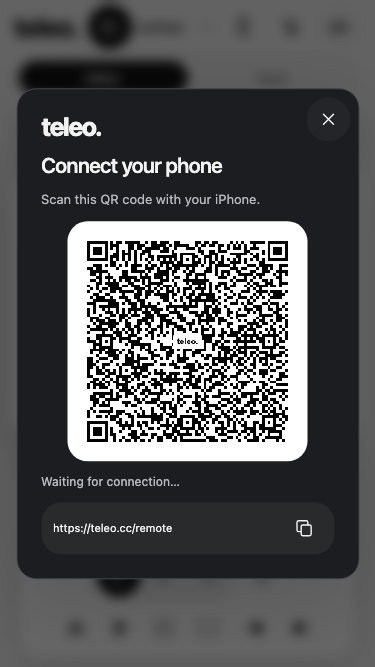 teleo.
Connect your phone
Scan this QR code with your iPhone.
teleo.
Waiting for connection...
https://teleo.cc/remote